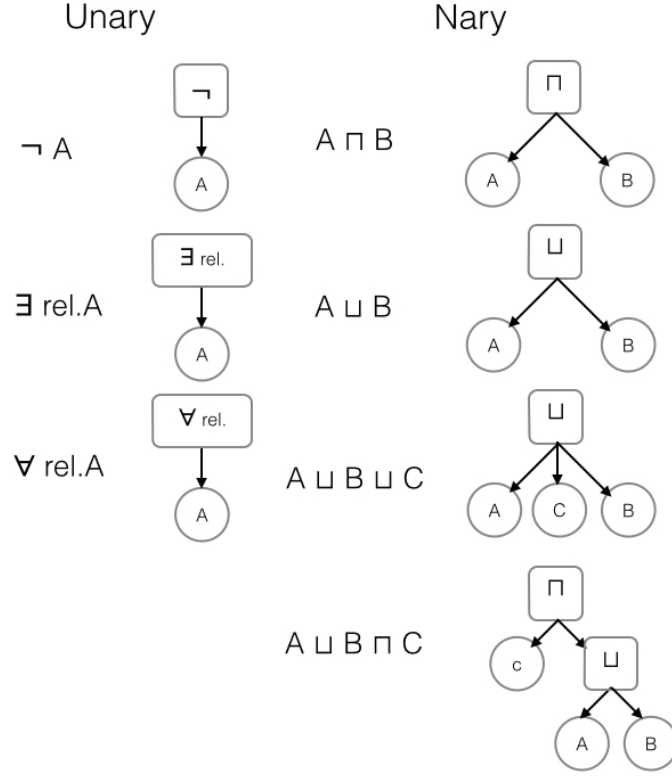 Unary
Nary
¬
¬ A
A
⊓
A ⊓ B
A
B
∃ rel.
∃ rel.A
A
⊔
A ⊔ B
A
B
∀ rel.
∀ rel.A
A
⊔
A ⊔ B ⊔ C
A
C
B
⊓
A ⊔ B ⊓ C
c
⊔
A
B